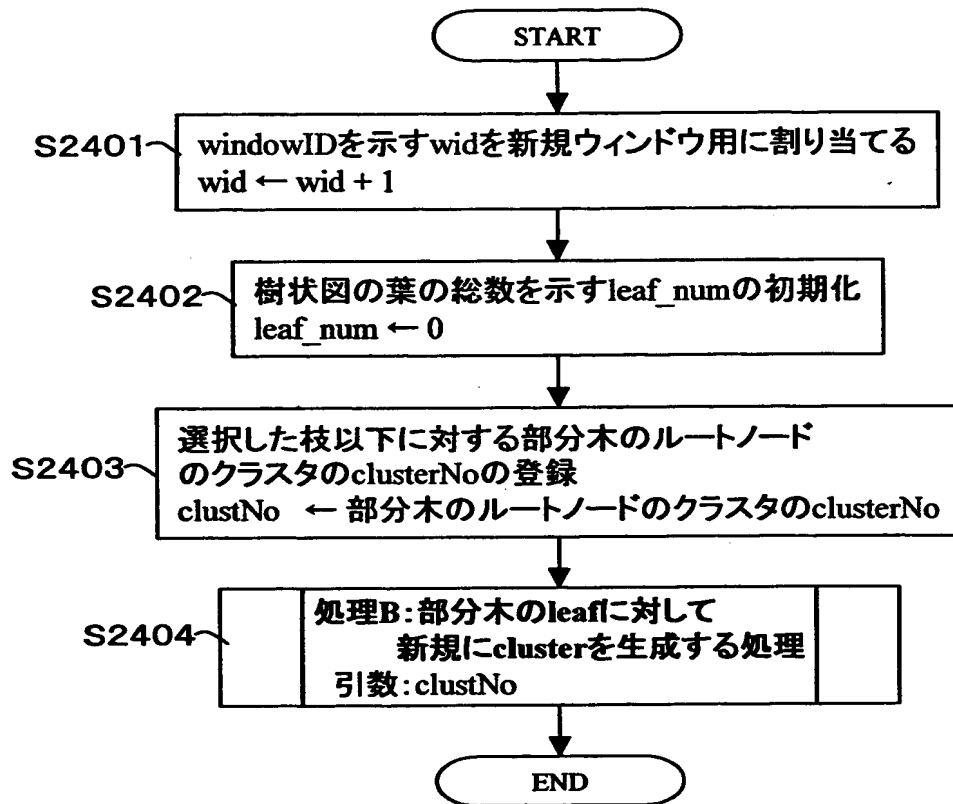 START
S2401
windowIDを示すwidを新規ウィンドウ用に割り当てる
wid ← wid + 1
S2402
樹状図の葉の総数を示すleaf_numの初期化
leaf_num ← 0
S2403
選択した枝以下に対する部分木のルートノード
のクラスタのclusterNoの登録
clustNo ← 部分木のルートノードのクラスタのclusterNo
S2404
処理B:部分木のleafに対して
新規にclusterを生成する処理
引数:clustNo
END